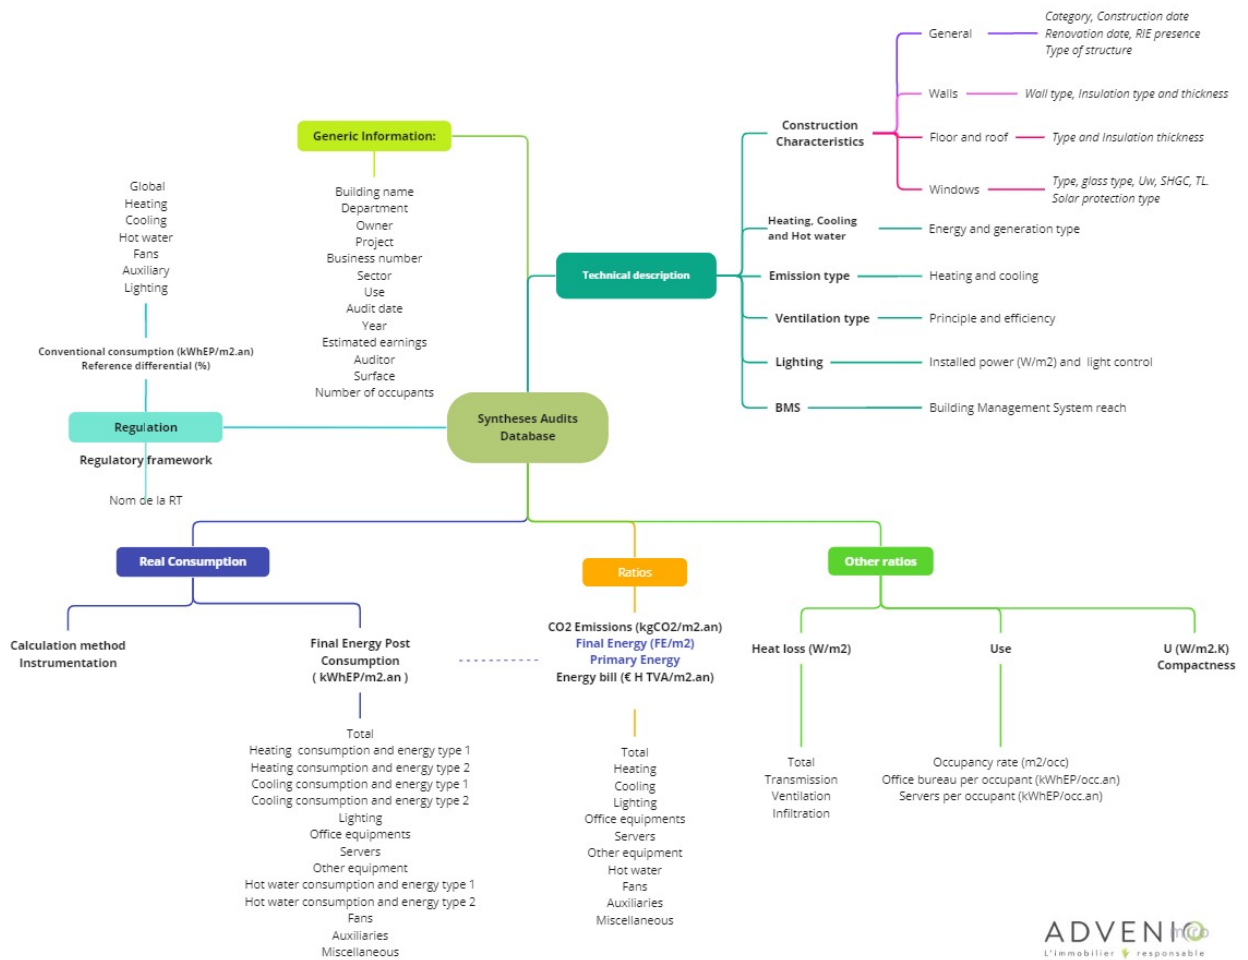 Category, Construction date
General
Renovation date, RIE presence
Type of structure
Walls
Wall type, Insulation type and thickness
Construction
Characteristics
Floor and roof
Type and Insulation thickness
Windows
Type, glass type, Uw, SHGC, TL.
Solar protection type
Generic Information:
Building name
Department
Owner
Project
Business number
Sector
Use
Audit date
Year
Estimated earnings
Auditor
Surface
Number of occupants
Global
Heating
Cooling
Hot water
Fans
Auxiliary
Lighting
Conventional consumption (kWhEP/m2.an)
Reference differential (%)
Regulation
Regulatory framework
Nom de la RT
Technical description
Heating, Cooling
and Hot water
Energy and generation type
Emission type
Heating and cooling
Ventilation type
Principle and efficiency
Lighting
Installed power (W/m2) and light control
BMS
Building Management System reach
Syntheses Audits
Database
Real Consumption
Calculation method
Instrumentation
Final Energy Post
Consumption
( kWhEP/m2.an )
Total
Heating consumption and energy type 1
Heating consumption and energy type 2
Cooling consumption and energy type 1
Cooling consumption and energy type 2
Lighting
Office equipments
Servers
Other equipment
Hot water consumption and energy type 1
Hot water consumption and energy type 2
Fans
Auxiliaries
Miscellaneous
Ratios
CO2 Emissions (kgCO2/m2.an)
Final Energy (FE/m2)
Primary Energy
Energy bill (€ H TVA/m2.an)
Total
Heating
Cooling
Lighting
Office equipments
Servers
Other equipment
Hot water
Fans
Auxiliaries
Miscellaneous
Other ratios
Heat loss (W/m2)
Total
Transmission
Ventilation
Infiltration
Use
Occupancy rate (m2/occ)
Office bureau per occupant (kWhEP/occ.an)
Servers per occupant (kWhEP/occ.an)
U (W/m2.K)
Compactness
ADVENIO
miro
L'immobilier responsable